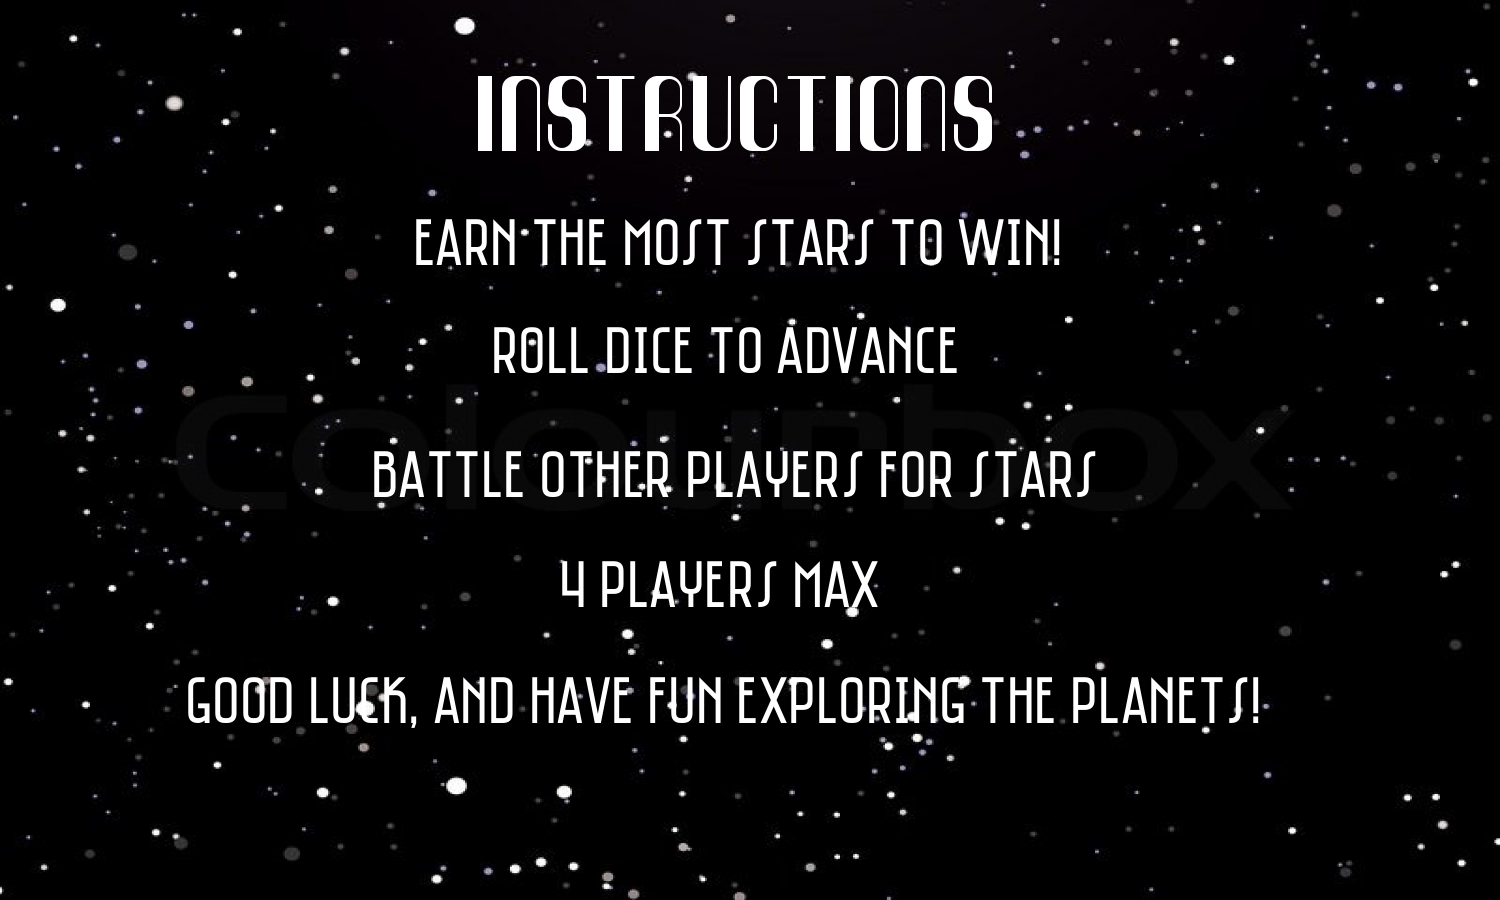 INSTRUCTIONS
EARN THE MOST STARS TO WIN!
ROLL DICE TO ADVANCE
Colourbox
BATTLE OTHER PLAYERS FOR STARS
4 PLAYERS MAX
GOOD LUCK, AND HAVE FUN EXPLORING THE PLANETS!